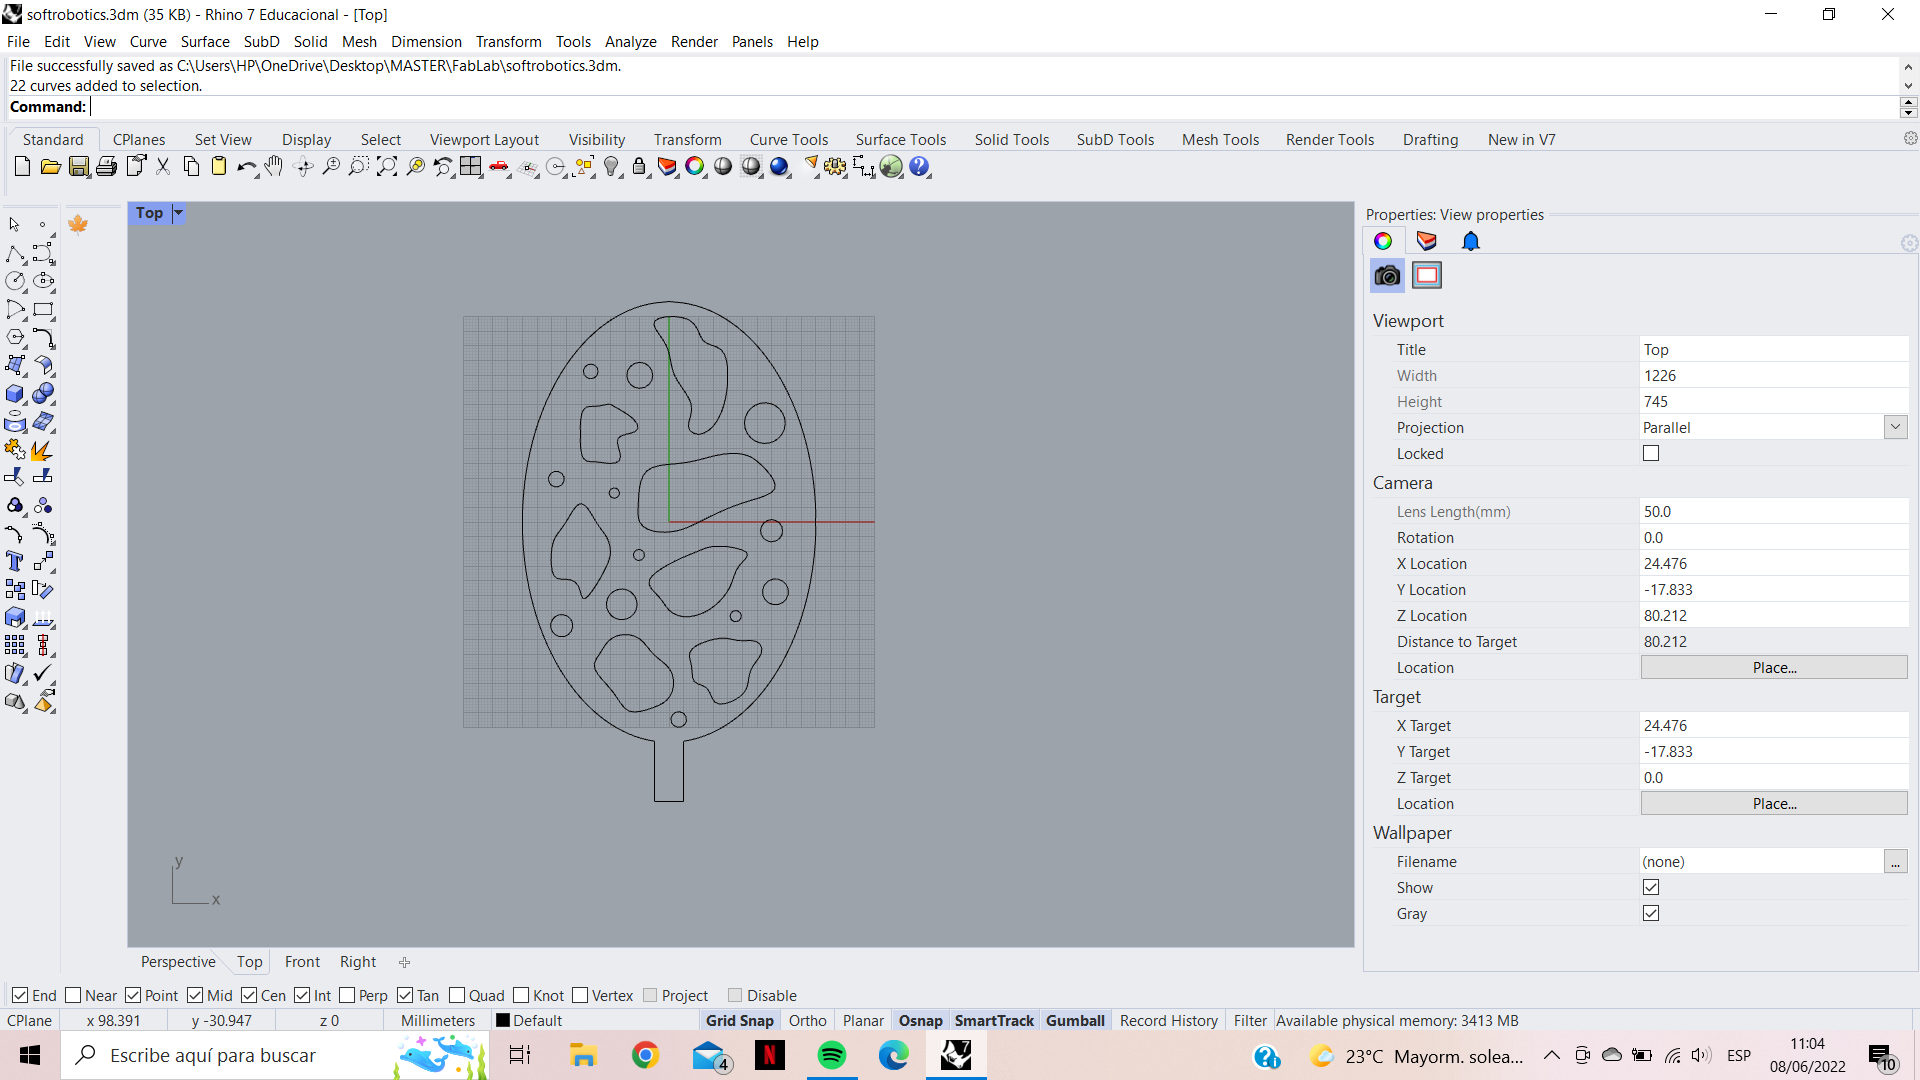 softrobotics.3dm (35 KB) - Rhino 7 Educacional - [Top]
File Edit View Curve Surface SubD Solid Mesh Dimension Transform Tools Analyze Render Panels Help
File successfully saved as C:\Users\HP\OneDrive\Desktop\MASTER\FabLab\softrobotics.3dm.
22 curves added to selection.
Command:
Standard CPlanes Set View Display Select Viewport Layout Visibility Transform Curve Tools Surface Tools Solid Tools SubD Tools Mesh Tools Render Tools Drafting New in V7
Top
Properties: View properties
Viewport
Title Top
Width 1226
Height 745
Projection Parallel
Locked
Camera
Lens Length(mm) 50.0
Rotation 0.0
X Location 24.476
Y Location -17.833
Z Location 80.212
Distance to Target 80.212
Location Place...
Target
X Target 24.476
Y Target -17.833
Z Target 0.0
Location Place...
Wallpaper
Filename (none) ...
Show
Gray
y
x
Perspective Top Front Right
End Near Point Mid Cen Int Perp Tan Quad Knot Vertex Project Disable
CPlane x 98.391 y -30.947 z 0 Millimeters Default Grid Snap Ortho Planar Osnap SmartTrack Gumball Record History Filter Available physical memory: 3413 MB
Escribe aquí para buscar
4
N
23°C Mayorm. solea...
ESP
11:04
08/06/2022
10